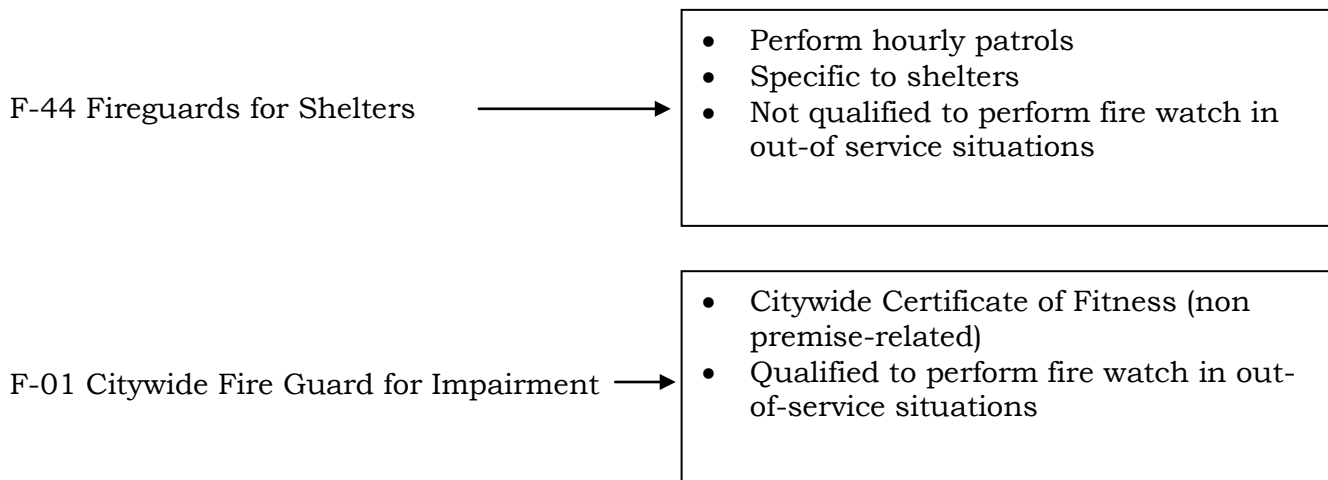 F-44 Fireguards for Shelters
• Perform hourly patrols
• Specific to shelters
• Not qualified to perform fire watch in
out-of service situations
F-01 Citywide Fire Guard for Impairment
• Citywide Certificate of Fitness (non
premise-related)
• Qualified to perform fire watch in out-
of-service situations